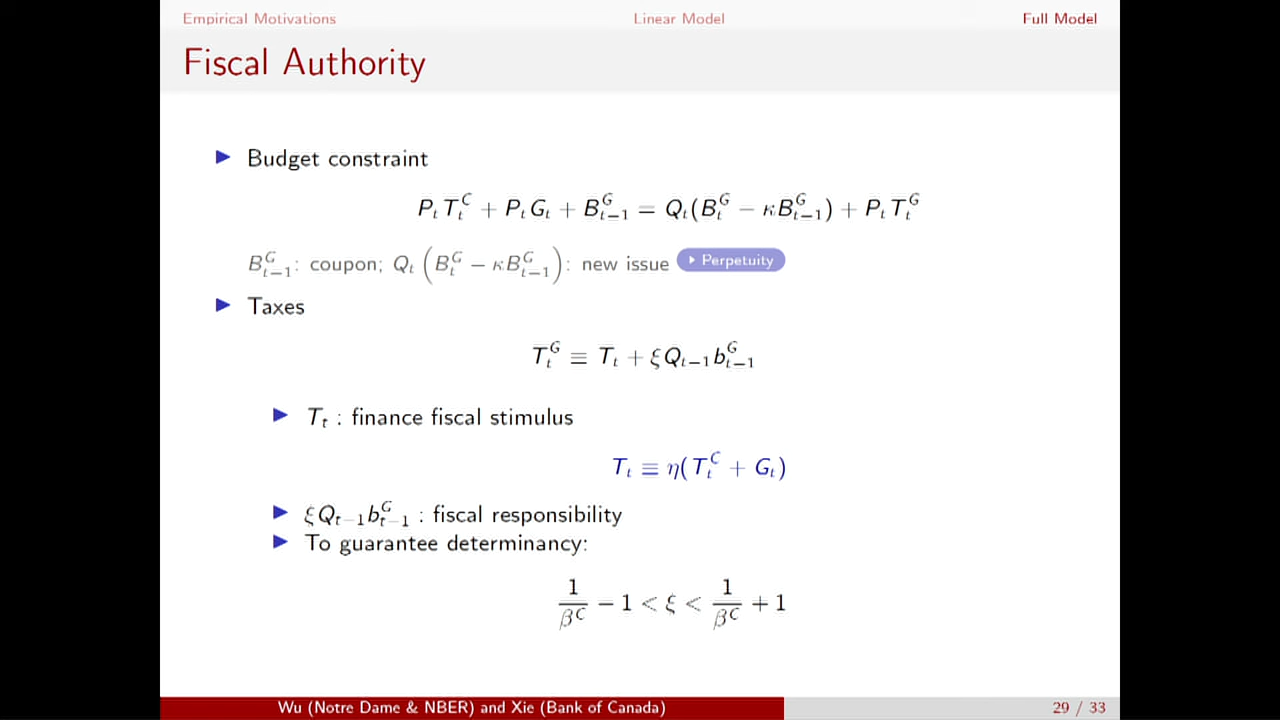 Empirical Motivations Linear Model Full Model
Fiscal Authority
▶ Budget constraint
P_t T_t^C + P_t G_t + B_{t-1}^G = Q_t(B_t^G − κB_{t-1}^G) + P_t T_t^G
B_{t-1}^G: coupon; Q_t (B_t^G − κB_{t-1}^G): new issue ▸ Perpetuity
▶ Taxes
T_t^G ≡ T_t + ξQ_{t-1}b_{t-1}^G
▶ T_t : finance fiscal stimulus
T_t ≡ η(T_t^C + G_t)
▶ ξQ_{t-1}b_{t-1}^G : fiscal responsibility
▶ To guarantee determinancy:
1/β^C − 1 < ξ < 1/β^C + 1
Wu (Notre Dame & NBER) and Xie (Bank of Canada) 29 / 33